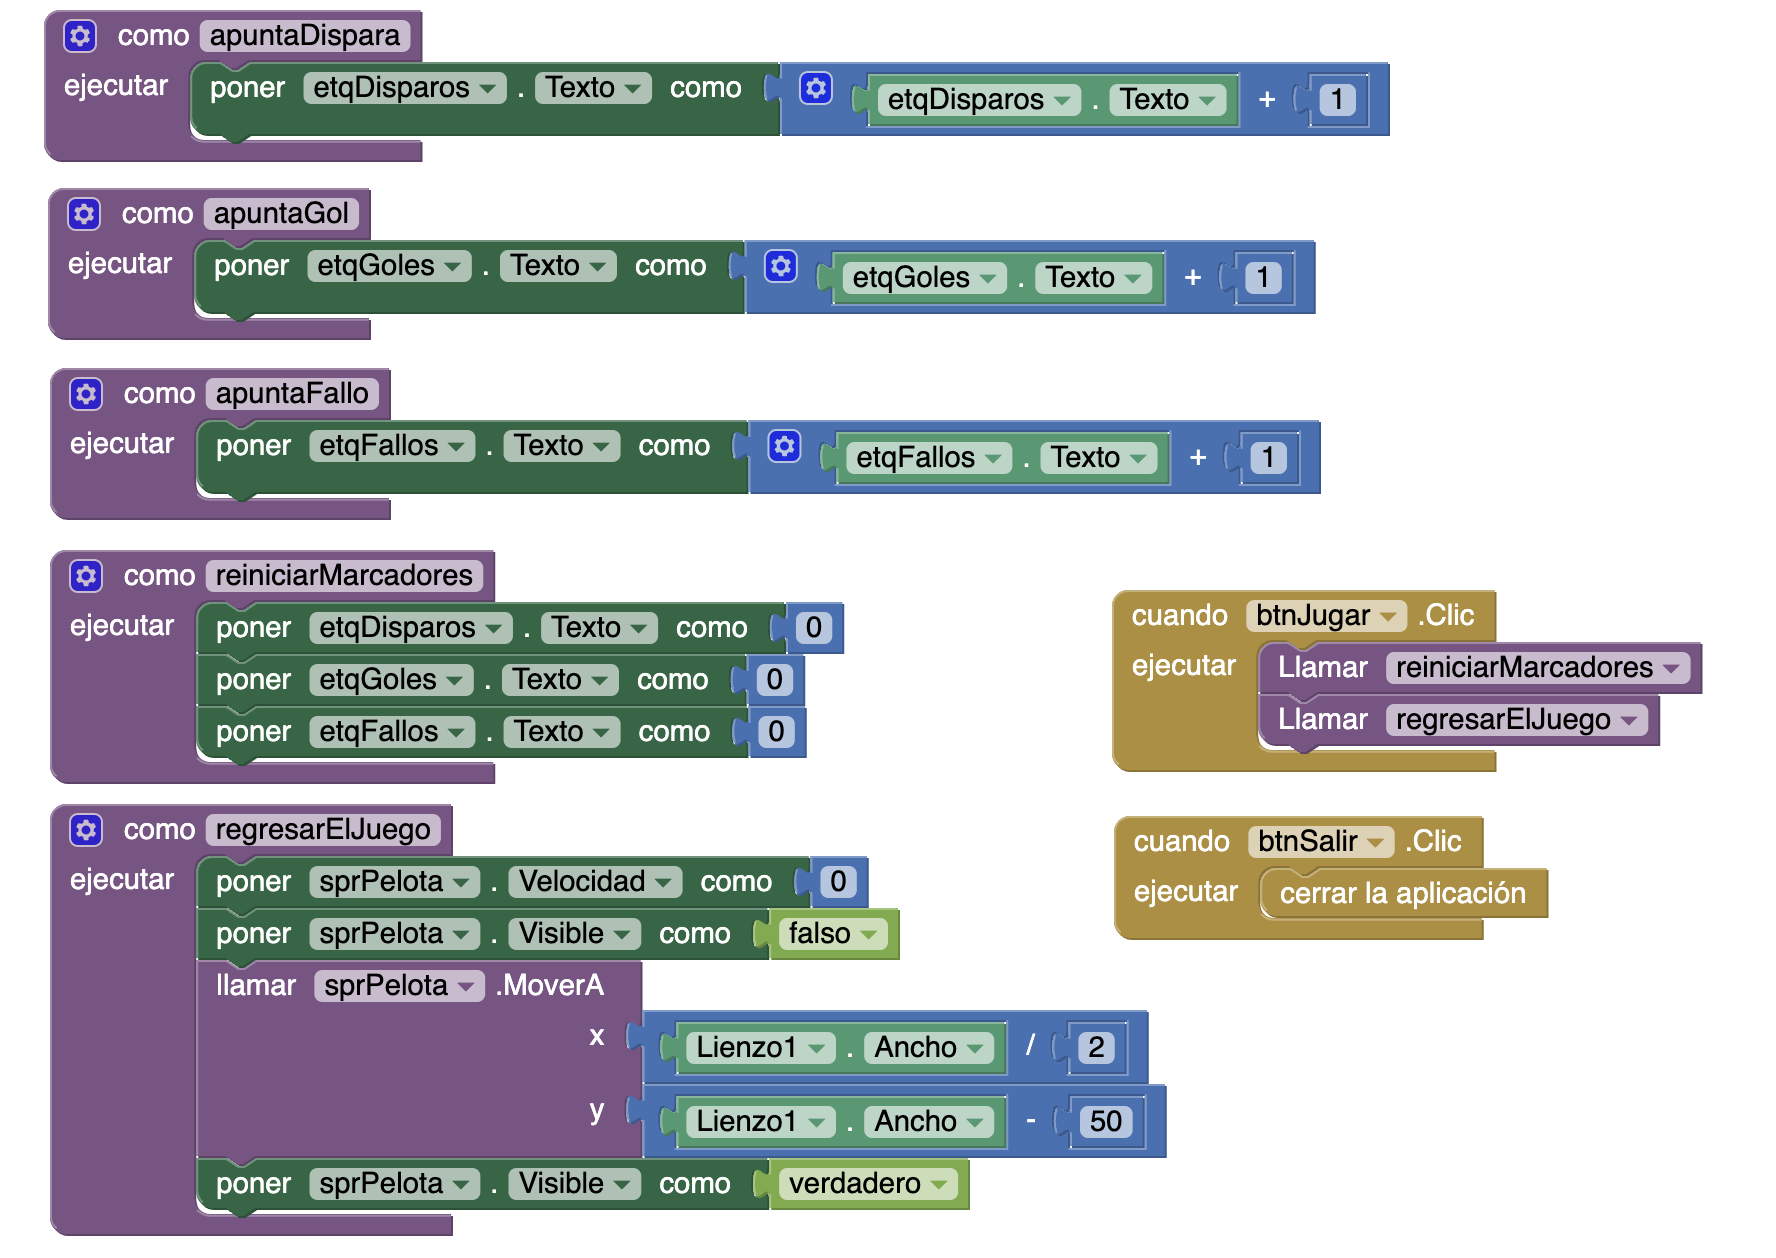 como apuntaDispara
ejecutar poner etqDisparos . Texto como etqDisparos . Texto + 1
como apuntaGol
ejecutar poner etqGoles . Texto como etqGoles . Texto + 1
como apuntaFallo
ejecutar poner etqFallos . Texto como etqFallos . Texto + 1
como reiniciarMarcadores
ejecutar poner etqDisparos . Texto como 0
poner etqGoles . Texto como 0
poner etqFallos . Texto como 0
cuando btnJugar .Clic
ejecutar Llamar reiniciarMarcadores
Llamar regresarElJuego
como regresarElJuego
ejecutar poner sprPelota . Velocidad como 0
poner sprPelota . Visible como falso
llamar sprPelota .MoverA
x Lienzo1 . Ancho / 2
y Lienzo1 . Ancho - 50
poner sprPelota . Visible como verdadero
cuando btnSalir .Clic
ejecutar cerrar la aplicación